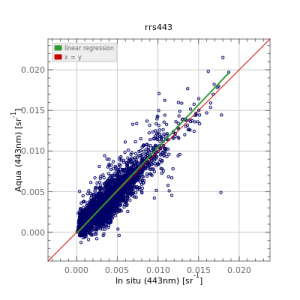 rrs443
linear regression
x = y
0.020
0.015
0.010
0.005
0.000
Aqua (443nm) [sr⁻¹]
0.000 0.005 0.010 0.015 0.020
In situ (443nm) [sr⁻¹]